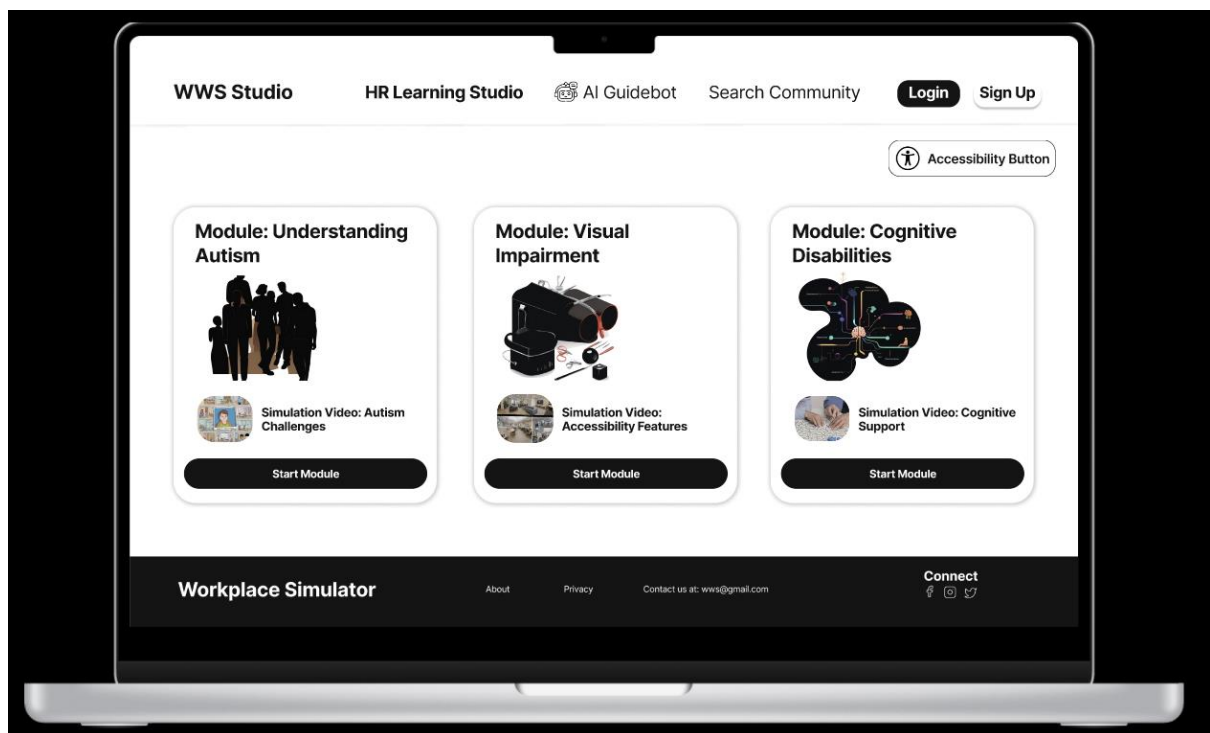 WWS Studio
HR Learning Studio
AI Guidebot
Search Community
Login
Sign Up
Accessibility Button
Module: Understanding
Autism
Simulation Video: Autism
Challenges
Start Module
Module: Visual
Impairment
Simulation Video:
Accessibility Features
Start Module
Module: Cognitive
Disabilities
Simulation Video: Cognitive
Support
Start Module
Workplace Simulator
About
Privacy
Contact us at: wws@gmail.com
Connect